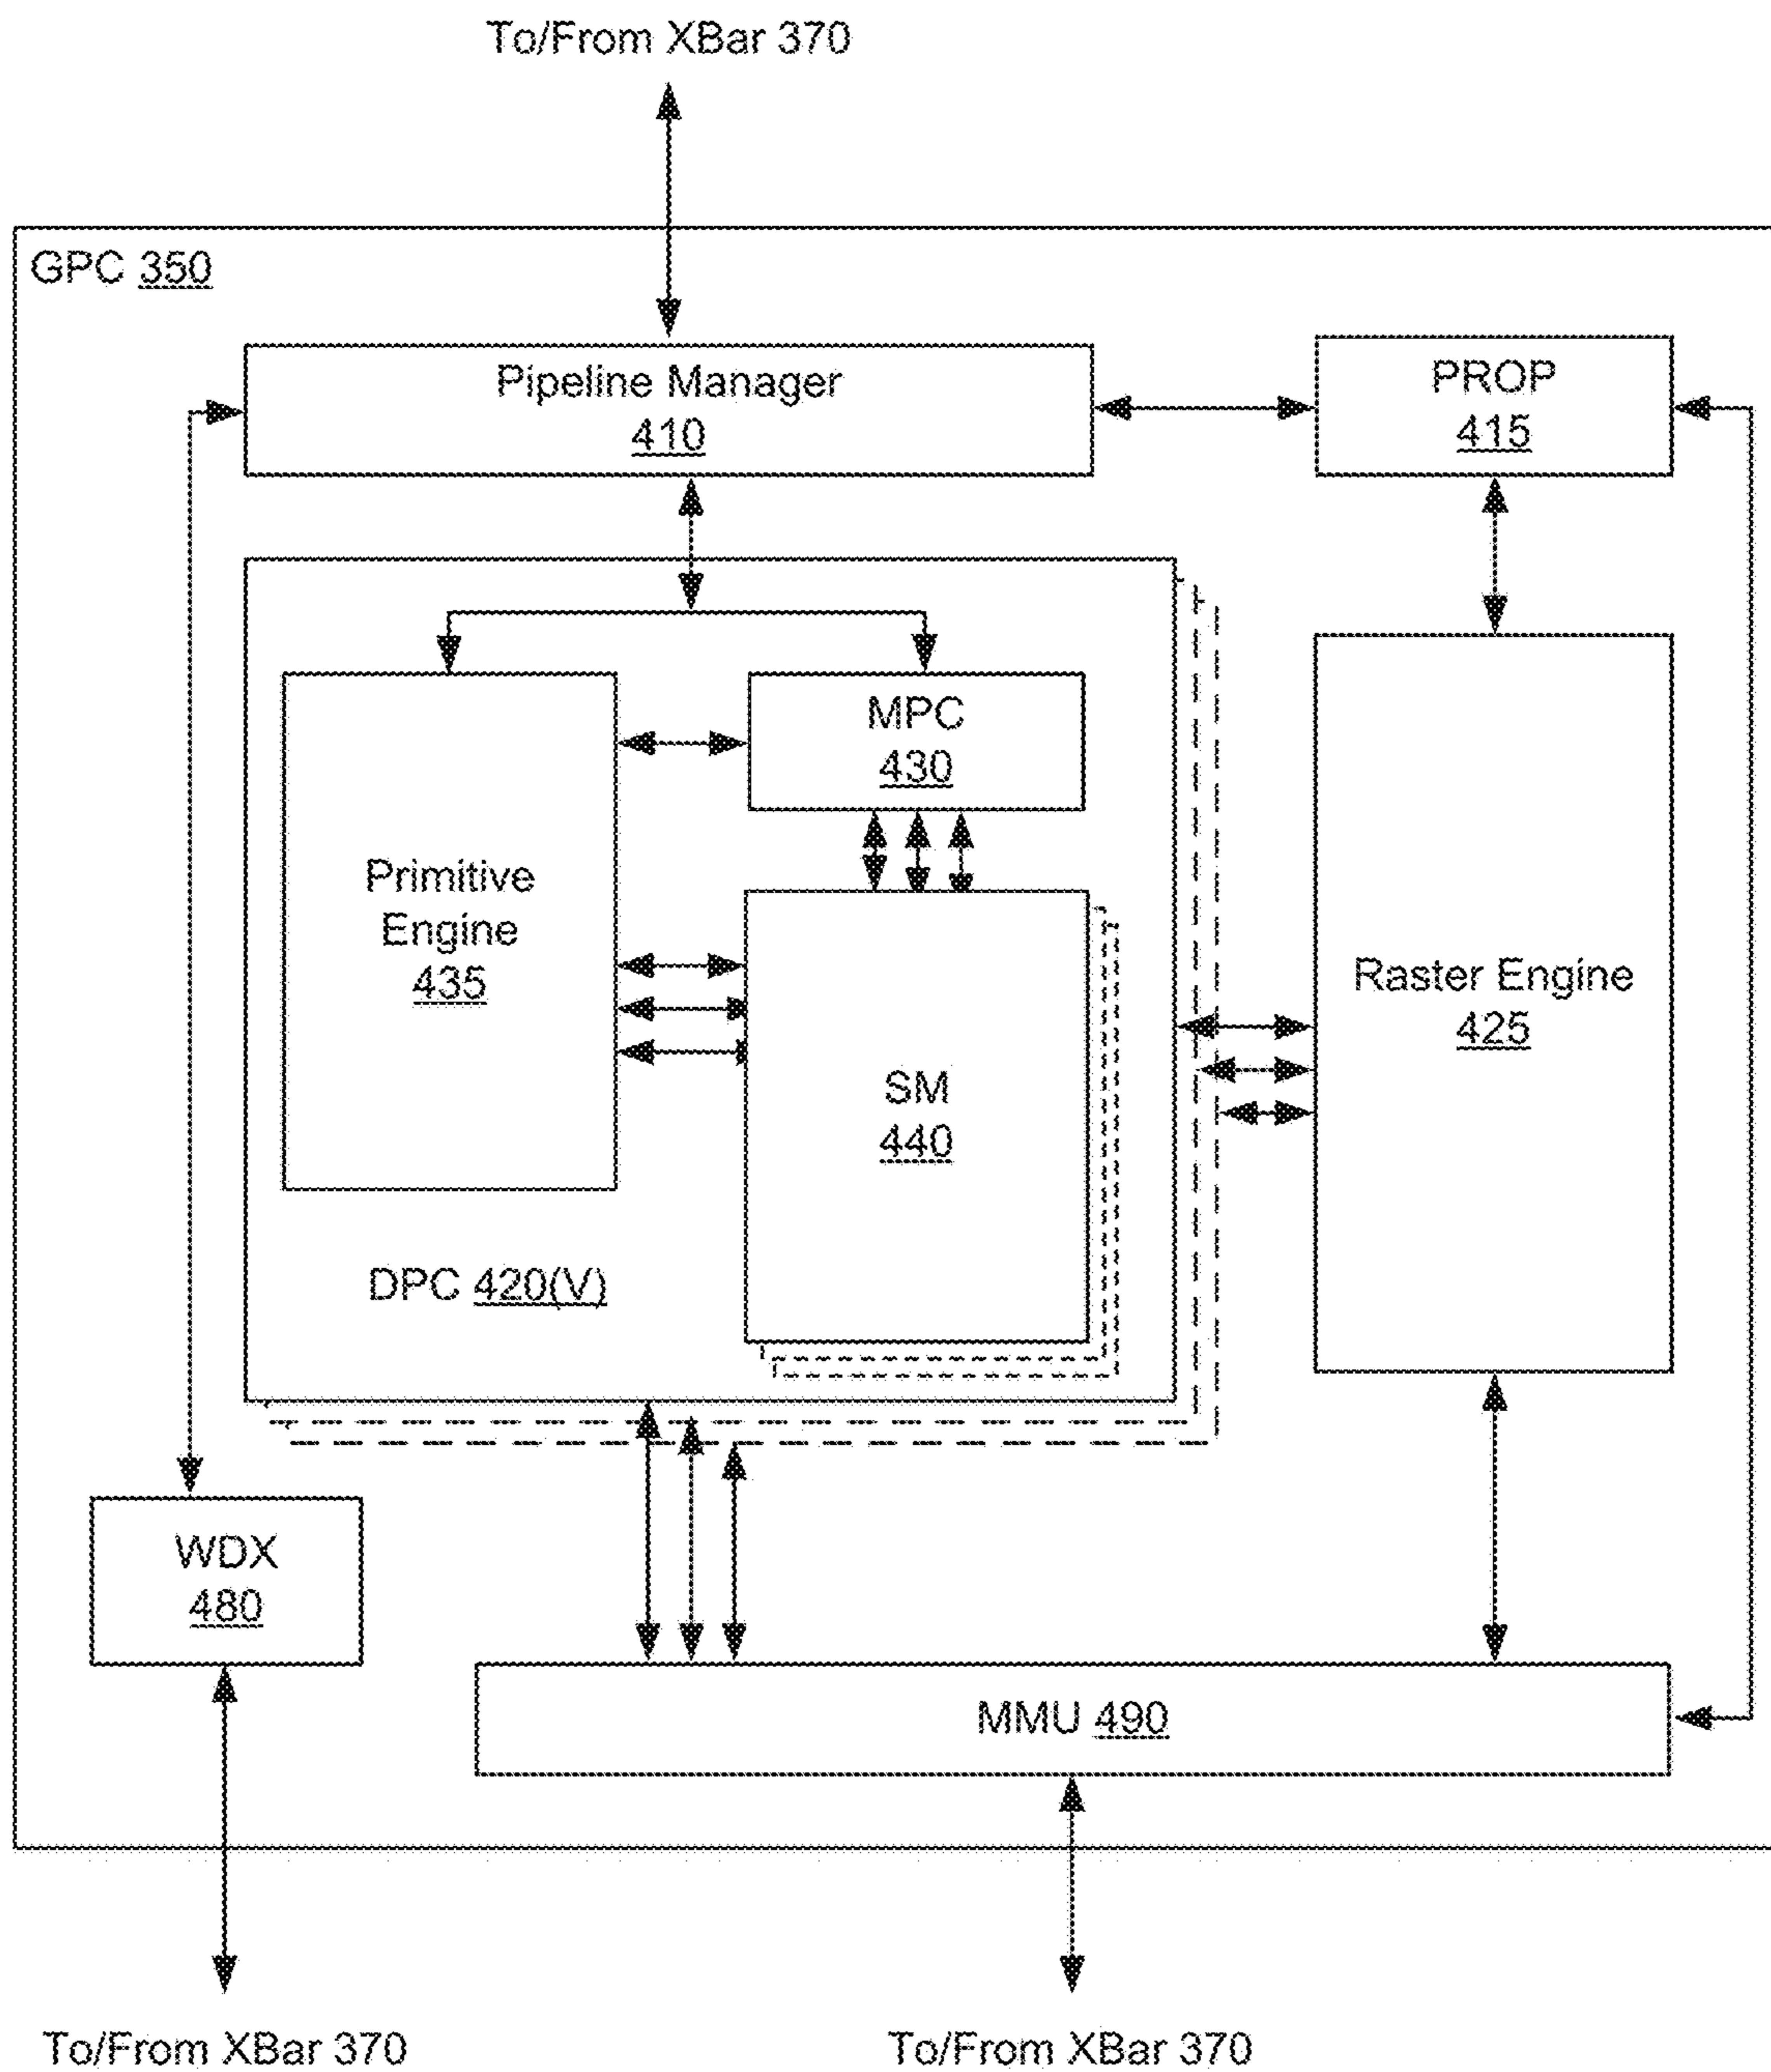 To/From XBar 370
GPC 350
Pipeline Manager
410
PROP
415
MPC
430
Primitive
Engine
435
Raster Engine
425
SM
440
DPC 420(V)
WDX
480
MMU 490
To/From XBar 370
To/From XBar 370